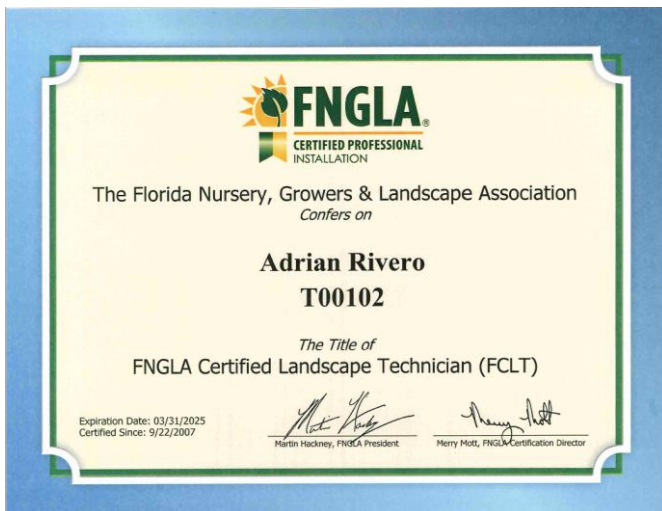 FNGLA®
CERTIFIED PROFESSIONAL
INSTALLATION
The Florida Nursery, Growers & Landscape Association
Confers on
Adrian Rivero
T00102
The Title of
FNGLA Certified Landscape Technician (FCLT)
Expiration Date: 03/31/2025
Certified Since: 9/22/2007
Martin Hackney, FNGLA President
Merry Mott, FNGLA Certification Director